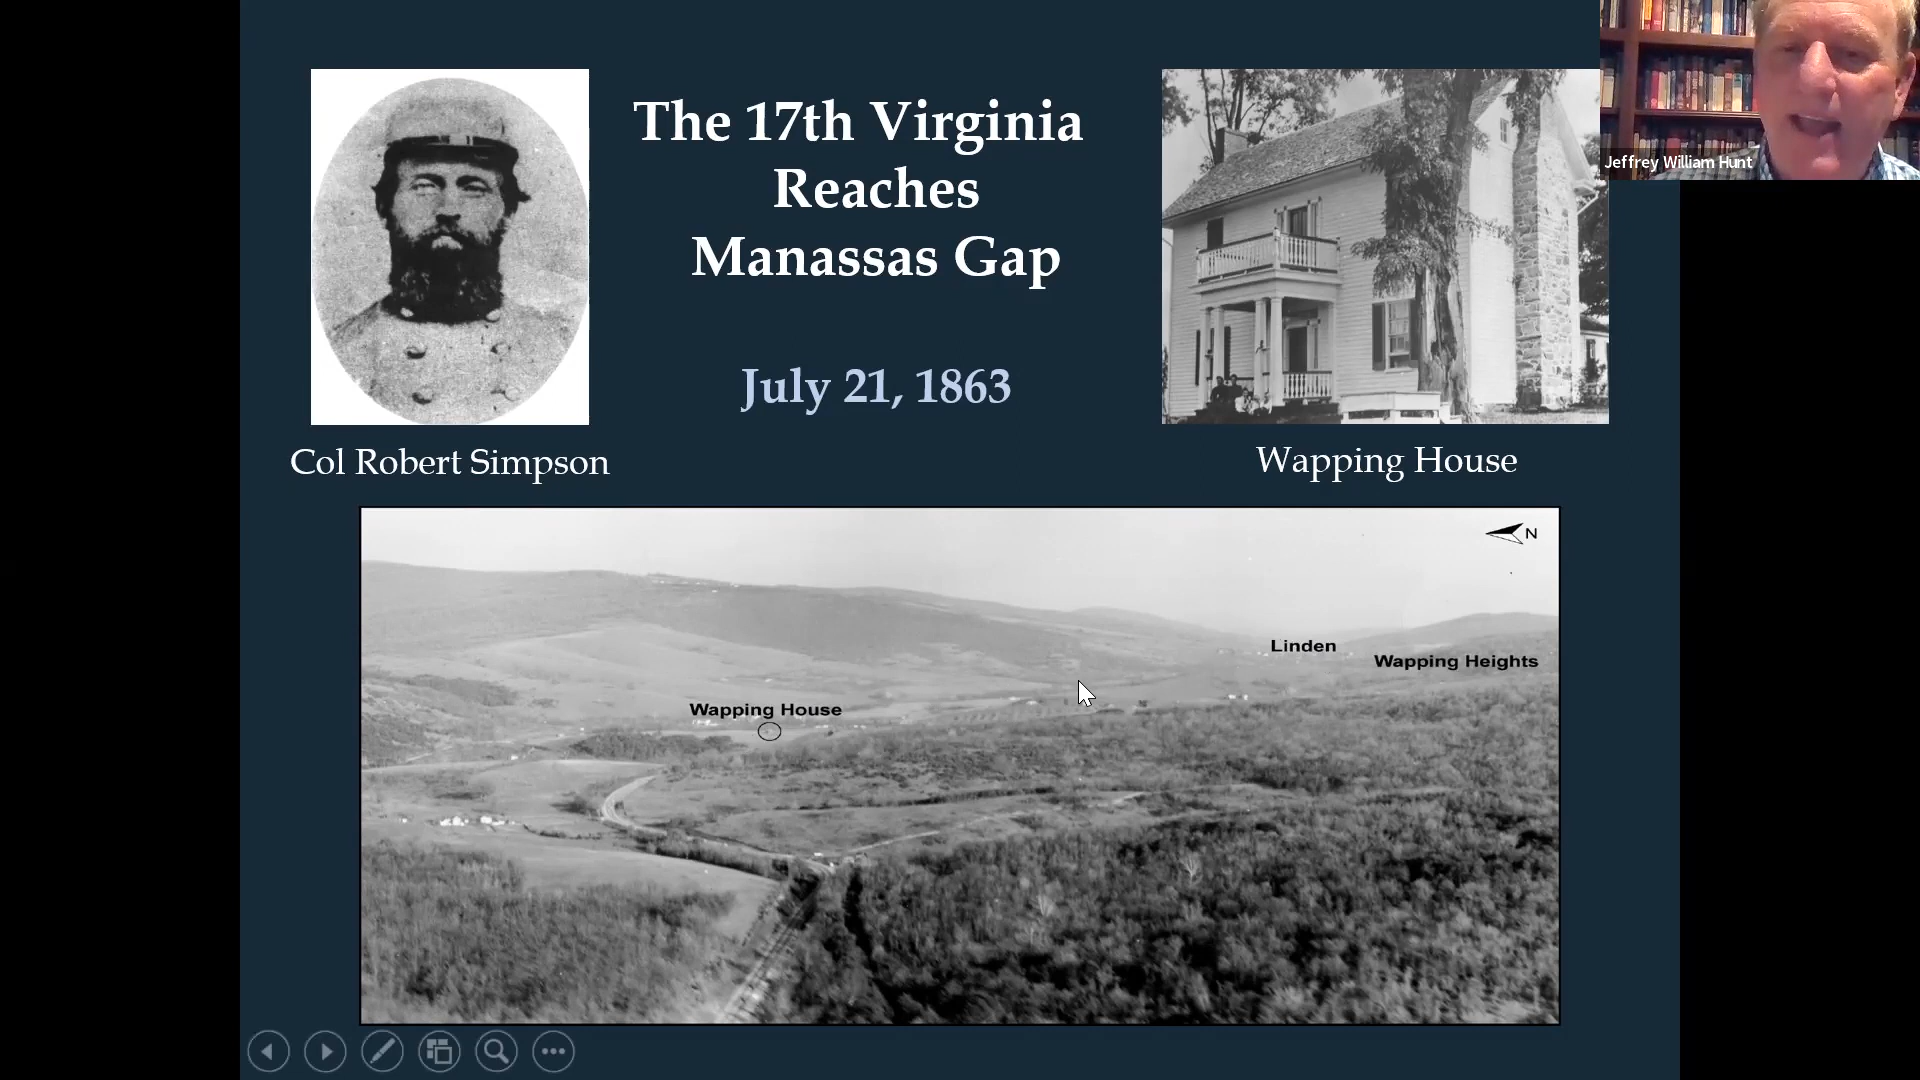 The 17th Virginia
Reaches
Manassas Gap
July 21, 1863
Jeffrey William Hunt
Col Robert Simpson
Wapping House
N
Linden
Wapping Heights
Wapping House